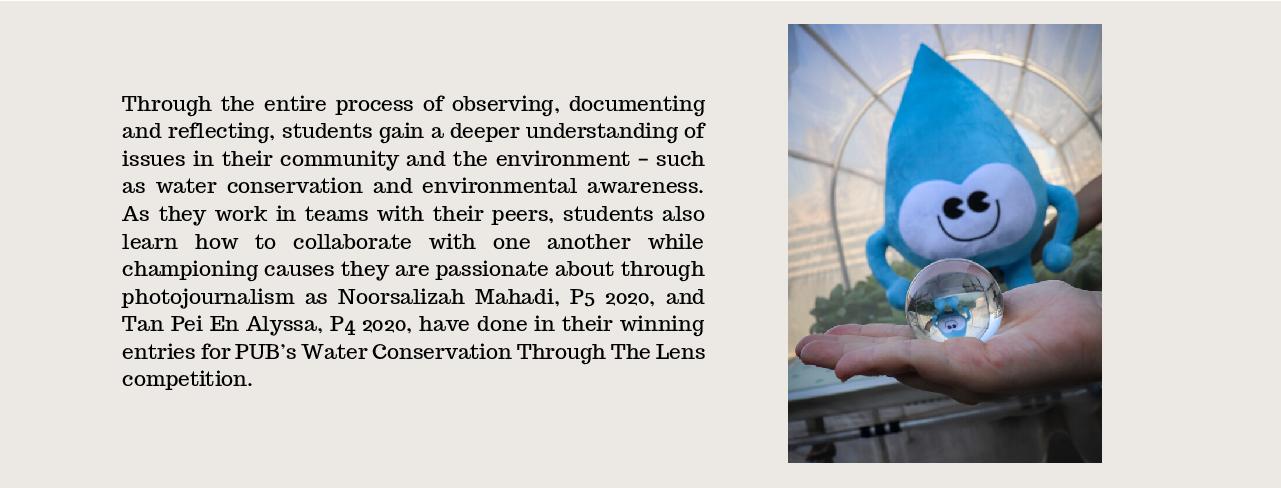 Through the entire process of observing, documenting
and reflecting, students gain a deeper understanding of
issues in their community and the environment – such
as water conservation and environmental awareness.
As they work in teams with their peers, students also
learn how to collaborate with one another while
championing causes they are passionate about through
photojournalism as Noorsalizah Mahadi, P5 2020, and
Tan Pei En Alyssa, P4 2020, have done in their winning
entries for PUB's Water Conservation Through The Lens
competition.